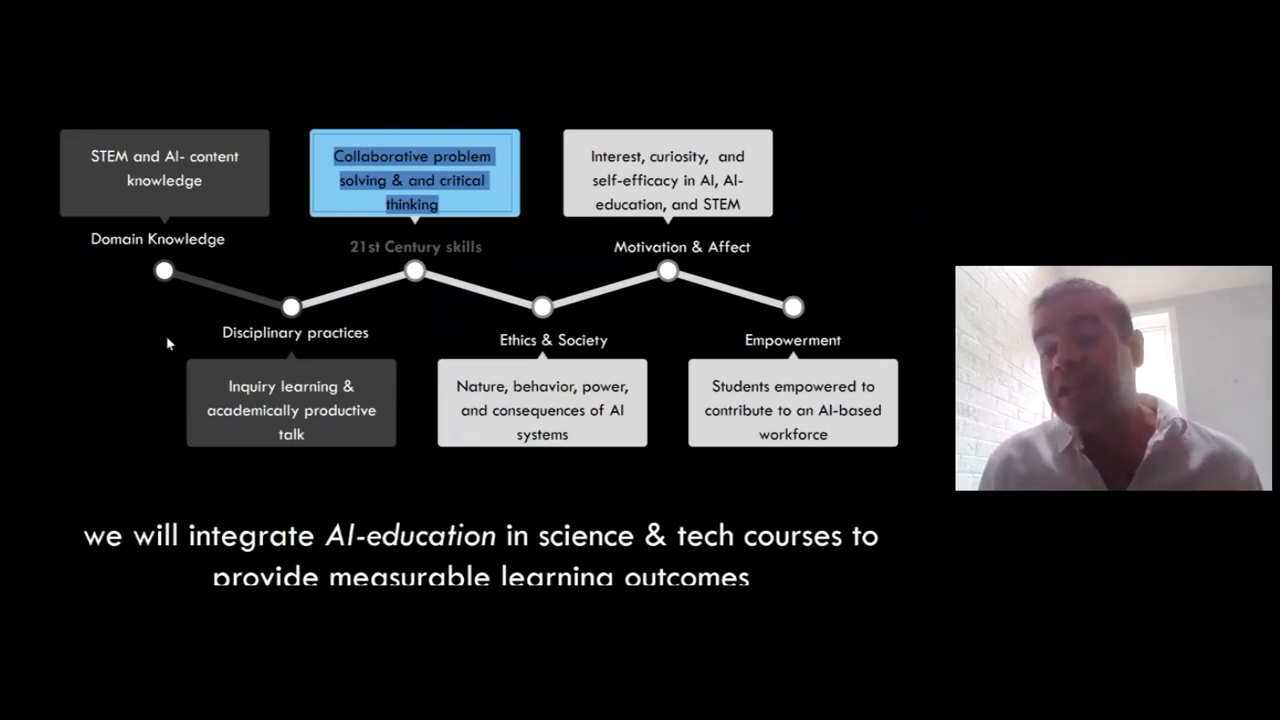 STEM and AI- content
knowledge
Domain Knowledge
Collaborative problem
solving & and critical
thinking
21st Century skills
Interest, curiosity, and
self-efficacy in AI, AI-
education, and STEM
Motivation & Affect
Disciplinary practices
Inquiry learning &
academically productive
talk
Ethics & Society
Nature, behavior, power,
and consequences of AI
systems
Empowerment
Students empowered to
contribute to an AI-based
workforce
we will integrate AI-education in science & tech courses to
provide measurable learning outcomes